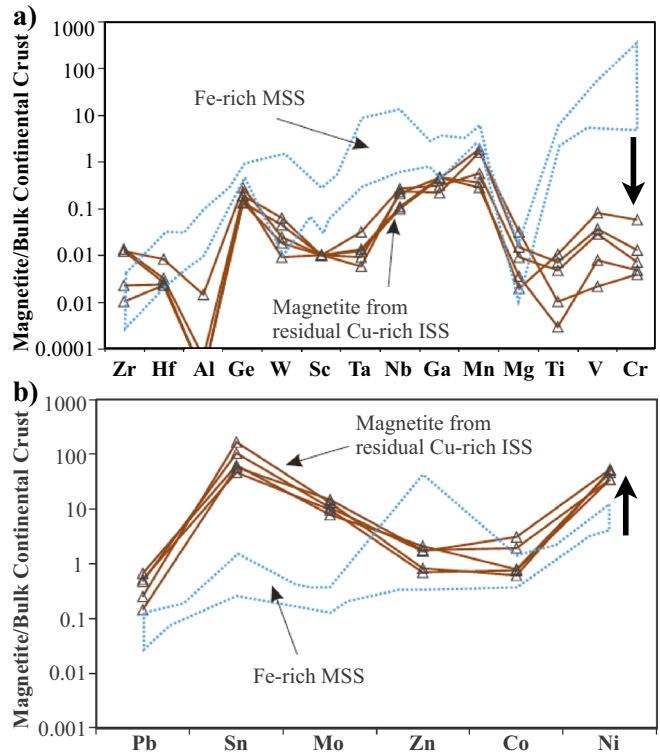 a)
Magnetite/Bulk Continental Crust
1000
100
10
1
0.1
0.01
0.01
0.0001
Fe-rich MSS
Magnetite from
residual Cu-rich ISS
Zr Hf Al Ge W Sc Ta Nb Ga Mn Mg Ti V Cr
b)
Magnetite/Bulk Continental Crust
1000
100
10
1
0.1
0.01
0.001
Magnetite from
residual Cu-rich ISS
Fe-rich MSS
Pb Sn Mo Zn Co Ni